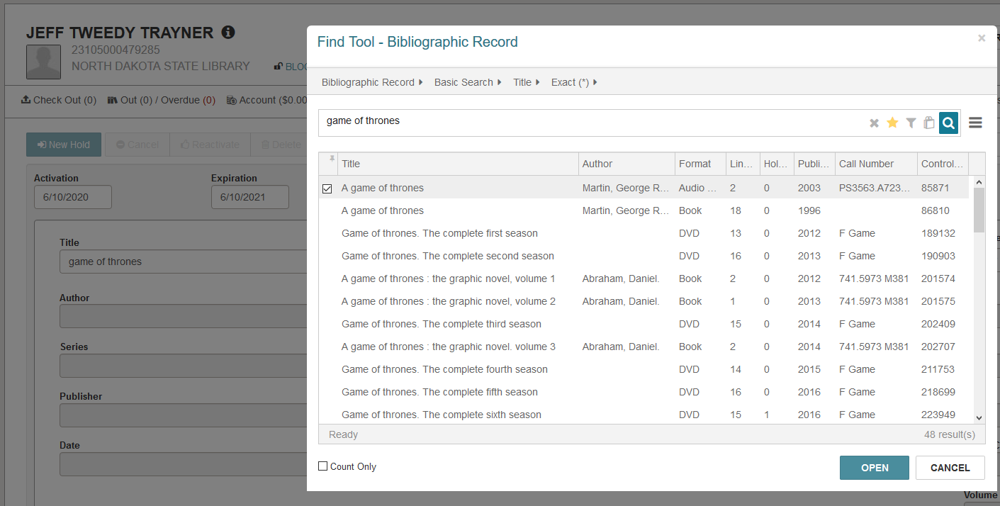 JEFF TWEEDY TRAYNER
23105000479285
NORTH DAKOTA STATE LIBRARY
BLOC
Check Out (0) Out (0) / Overdue (0) Account ($0.00
New Hold Cancel Reactivate Delete
Activation Expiration
6/10/2020 6/10/2021
Title
game of thrones
Author
Series
Publisher
Date
Find Tool - Bibliographic Record
Bibliographic Record Basic Search Title Exact (*)
game of thrones
Title Author Format Lin... Hol... Publi... Call Number Control...
A game of thrones Martin, George R... Audio ... 2 0 2003 PS3563.A723... 85871
A game of thrones Martin, George R... Book 18 0 1996 86810
Game of thrones. The complete first season DVD 13 0 2012 F Game 189132
Game of thrones. The complete second season DVD 16 0 2013 F Game 190903
A game of thrones : the graphic novel, volume 1 Abraham, Daniel. Book 2 0 2012 741.5973 M381 201574
A game of thrones : the graphic novel, volume 2 Abraham, Daniel. Book 1 0 2013 741.5973 M381 201575
Game of thrones. The complete third season DVD 15 0 2014 F Game 202409
A game of thrones : the graphic novel. volume 3 Abraham, Daniel. Book 2 0 2014 741.5973 M381 202707
Game of thrones. The complete fourth season DVD 14 0 2015 F Game 211753
Game of thrones. The complete fifth season DVD 16 0 2016 F Game 218699
Game of thrones. The complete sixth season DVD 15 1 2016 F Game 223949
Ready 48 result(s)
Count Only
OPEN CANCEL
Volume